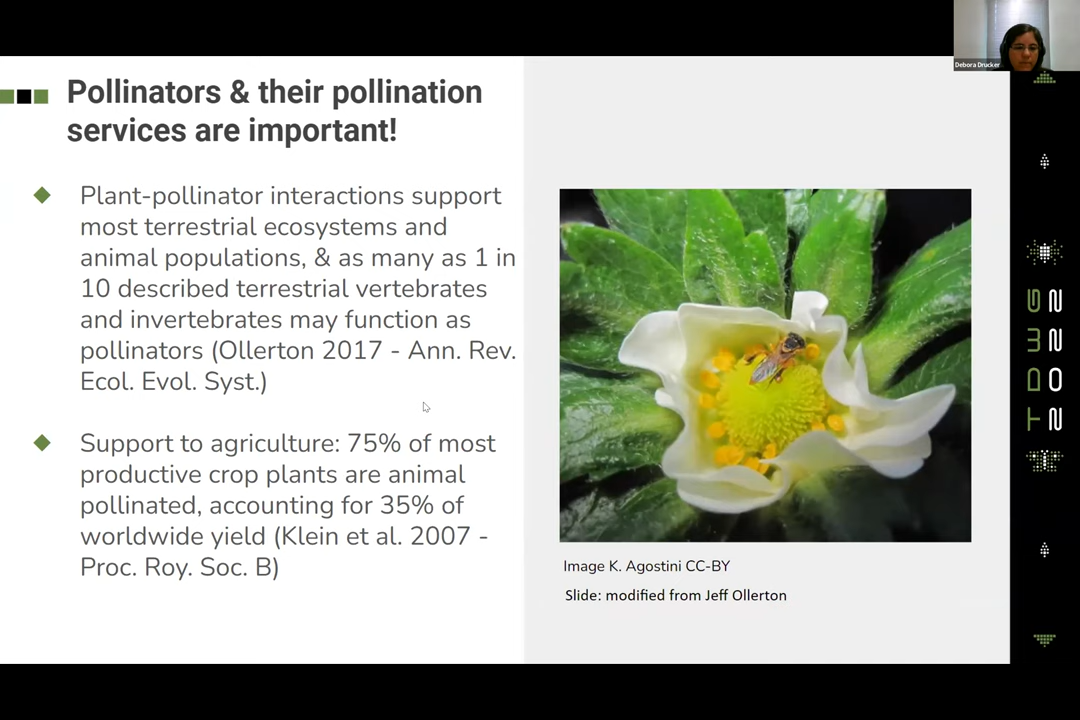 Debora Drucker
Pollinators & their pollination
services are important!
Plant-pollinator interactions support
most terrestrial ecosystems and
animal populations, & as many as 1 in
10 described terrestrial vertebrates
and invertebrates may function as
pollinators (Ollerton 2017 - Ann. Rev.
Ecol. Evol. Syst.)
Support to agriculture: 75% of most
productive crop plants are animal
pollinated, accounting for 35% of
worldwide yield (Klein et al. 2007 -
Proc. Roy. Soc. B)
Image K. Agostini CC-BY
Slide: modified from Jeff Ollerton
TDWG
2022